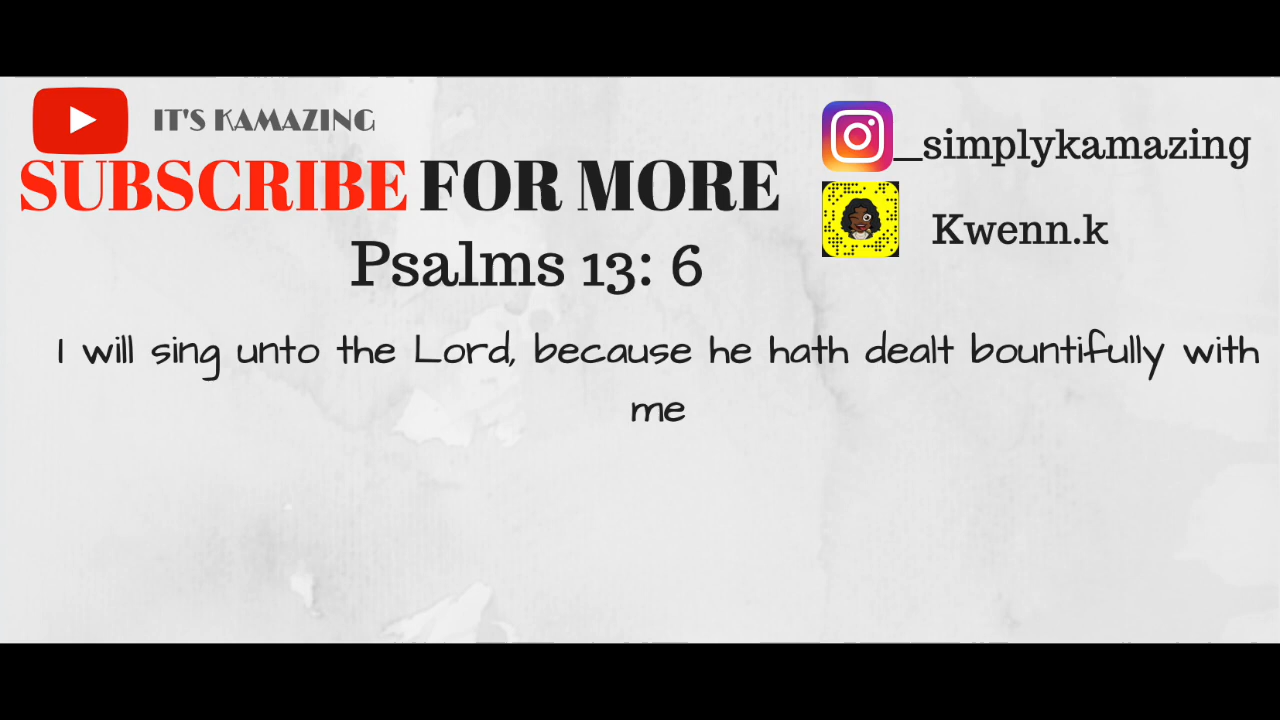 IT'S KAMAZING
SUBSCRIBE FOR MORE
_simplykamazing
Kwenn.k
Psalms 13: 6
I will sing unto the Lord, because he hath dealt bountifully with
me